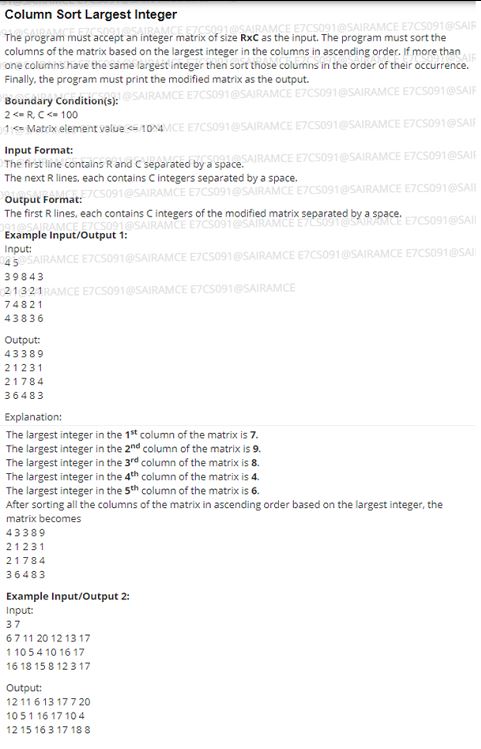 Column Sort Largest Integer
The program must accept an integer matrix of size RxC as the input. The program must sort the
columns of the matrix based on the largest integer in the columns in ascending order. If more than
one columns have the same largest integer then sort those columns in the order of their occurrence.
Finally, the program must print the modified matrix as the output.
Boundary Condition(s):
2 <= R, C <= 100
1 <= Matrix element value <= 10^4
Input Format:
The first line contains R and C separated by a space.
The next R lines, each contains C integers separated by a space.
Output Format:
The first R lines, each contains C integers of the modified matrix separated by a space.
Example Input/Output 1:
Input:
4 5
3 9 8 4 3
2 1 3 2 1
7 4 8 2 1
4 3 8 3 6
Output:
4 3 3 8 9
2 1 2 3 1
2 1 7 8 4
3 6 4 8 3
Explanation:
The largest integer in the 1st column of the matrix is 7.
The largest integer in the 2nd column of the matrix is 9.
The largest integer in the 3rd column of the matrix is 8.
The largest integer in the 4th column of the matrix is 4.
The largest integer in the 5th column of the matrix is 6.
After sorting all the columns of the matrix in ascending order based on the largest integer, the
matrix becomes
4 3 3 8 9
2 1 2 3 1
2 1 7 8 4
3 6 4 8 3
Example Input/Output 2:
Input:
3 7
6 7 11 20 12 13 17
1 10 5 4 10 16 17
16 18 15 8 12 3 17
Output:
12 11 6 13 17 7 20
10 5 1 16 17 10 4
12 15 16 3 17 18 8
E7CS091@SAIRAMCE E7CS091@SAIRAMCE